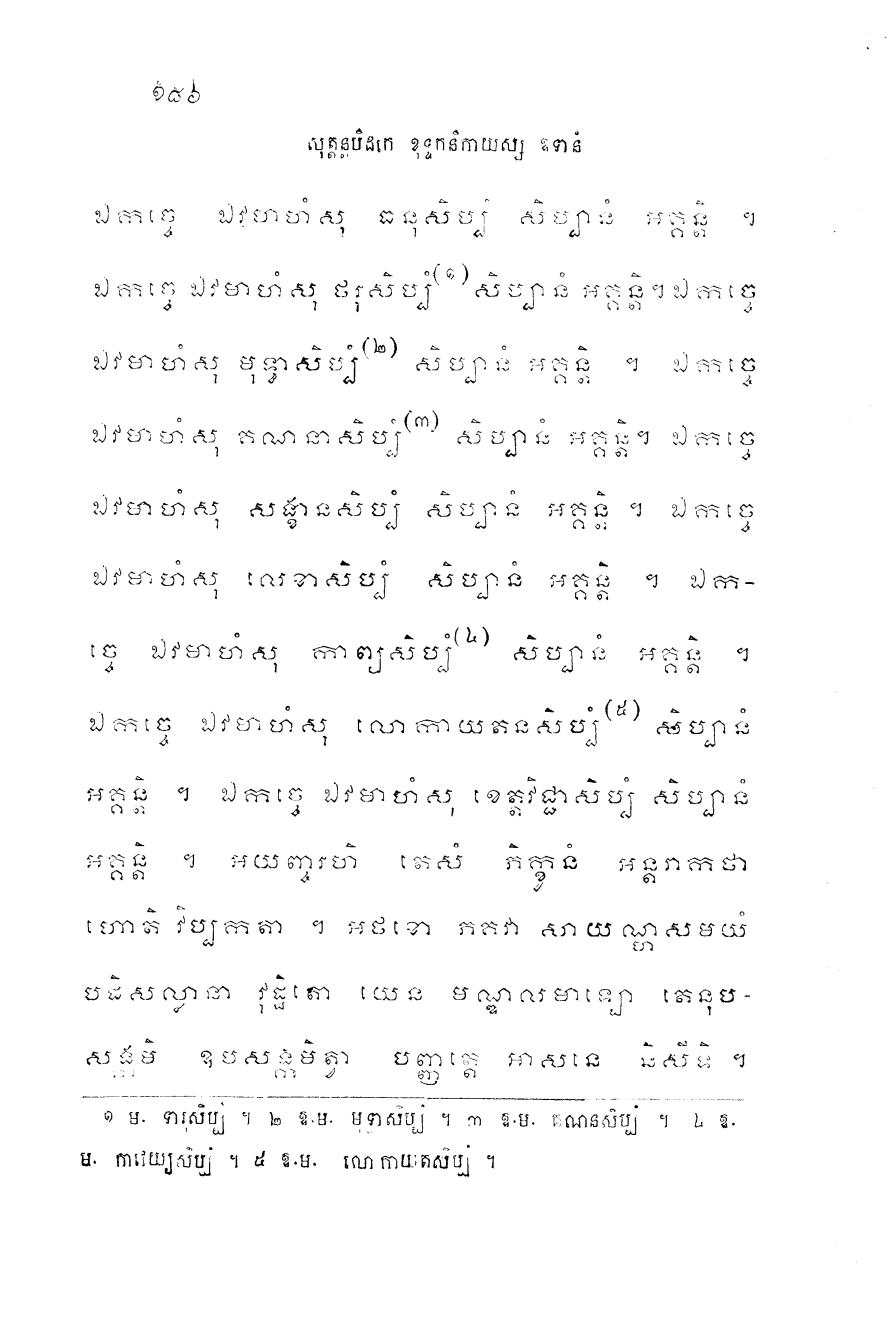 ១៩៦
សុត្តន្តបិដកេ ខុទ្ទកនិកាយស្ស ឧទានំ
ឯកច្ចេ ឯវមាហំសុ ធនុសិប្បំ សិប្បានំ អគ្គន្តិ ។
ឯកច្ចេ ឯវមាហំសុ ថរុសិប្បំ(១) សិប្បានំ អគ្គន្តិ។ ឯកច្ចេ
ឯវមាហំសុ មុទ្ធាសិប្បំ(២) សិប្បានំ អគ្គន្តិ ។ ឯកច្ចេ
ឯវមាហំសុ គណនាសិប្បំ(៣) សិប្បានំ អគ្គន្តិ។ ឯកច្ចេ
ឯវមាហំសុ សង្ខានសិប្បំ សិប្បានំ អគ្គន្តិ ។ ឯកច្ចេ
ឯវមាហំសុ លេខាសិប្បំ សិប្បានំ អគ្គន្តិ ។ ឯក-
ច្ចេ ឯវមាហំសុ កាព្យសិប្បំ(៤) សិប្បានំ អគ្គន្តិ ។
ឯកច្ចេ ឯវមាហំសុ លោកាយតនសិប្បំ(៥) សិប្បានំ
អគ្គន្តិ ។ ឯកច្ចេ ឯវមាហំសុ ខេត្តវិជ្ជាសិប្បំ សិប្បានំ
អគ្គន្តិ ។ អយញ្ចរហិ តេសំ ភិក្ខូនំ អន្តរាកថា
ហោតិ វិប្បកតា ។ អថខោ ភគវា សាយណ្ហសមយំ
បដិសល្លានា វុដ្ឋិតោ យេន មណ្ឌលមាឡោ តេនុប-
សង្កមិ ឧបសង្កមិត្វា បញ្ញត្តេ អាសនេ និសីទិ ។
១ ម. ទារុសិប្បំ ។ ២ ឧ.ម. មុទ្ទាសិប្បំ ។ ៣ ឧ.ម. គណនសិប្បំ ។ ៤ ឧ.
ម. កាវេយ្យសិប្បំ ។ ៥ ឧ.ម. លោកាយតសិប្បំ ។